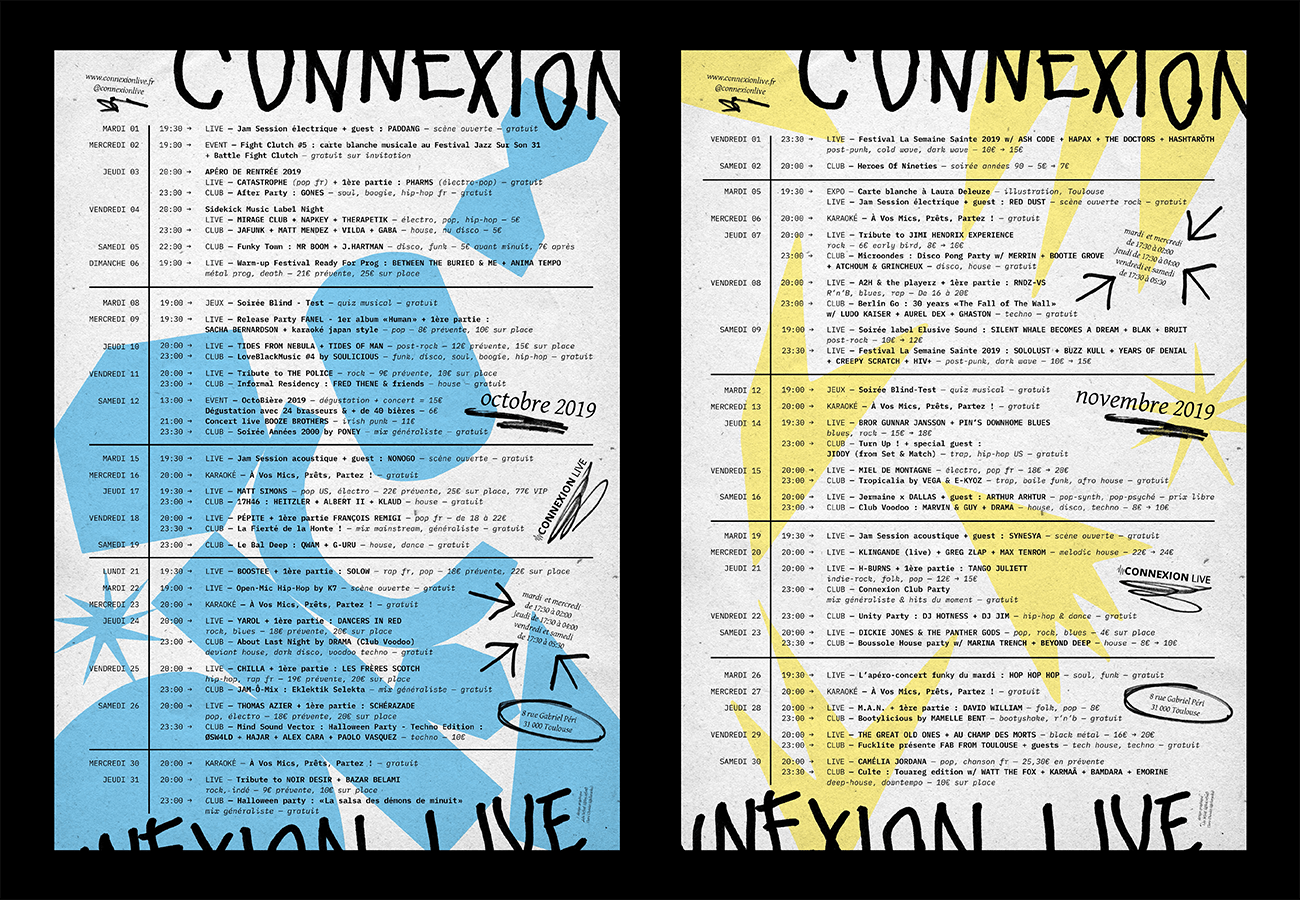 CONNEXION
www.connexionlive.fr
@connexionlive
MARDI 01 19:30 → LIVE — Jam Session électrique + guest : PADDANG — scène ouverte — gratuit
MERCREDI 02 19:00 → EVENT — Fight Clutch #5 : carte blanche musicale au Festival Jazz Sur Son 31
+ Battle Fight Clutch — gratuit sur invitation
JEUDI 03 20:00 → APÉRO DE RENTRÉE 2019
LIVE — CATASTROPHE (pop fr) + 1ère partie : PHARMS (électro-pop) — gratuit
23:00 → CLUB — After Party : GONES — soul, boogie, hip-hop fr — gratuit
VENDREDI 04 20:00 → Sidekick Music Label Night
LIVE — MIRAGE CLUB + NAPKEY + THERAPETIK — électro, pop, hip-hop — 5€
23:00 → CLUB — JAFUNK + MATT MENDEZ + VILDA + GABA — house, nu disco — 5€
SAMEDI 05 22:00 → CLUB — Funky Town : MR BOOM + J.HARTMAN — disco, funk — 5€ avant minuit, 7€ après
DIMANCHE 06 19:00 → LIVE — Warm-up Festival Ready For Prog : BETWEEN THE BURIED & ME + ANIMA TEMPO
métal prog, death — 21€ prévente, 25€ sur place
MARDI 08 19:00 → JEUX — Soirée Blind - Test — quiz musical — gratuit
MERCREDI 09 19:30 → LIVE — Release Party FANEL - 1er album «Human» + 1ère partie :
SACHA BERNARDSON + karaoké japan style — pop — 8€ prévente, 10€ sur place
JEUDI 10 20:00 → LIVE — TIDES FROM NEBULA + TIDES OF MAN — post-rock — 12€ prévente, 15€ sur place
23:00 → CLUB — LoveBlackMusic #4 by SOULICIOUS — funk, disco, soul, boogie, hip-hop — gratuit
VENDREDI 11 20:00 → LIVE — Tribute to THE POLICE — rock — 9€ prévente, 10€ sur place
23:00 → CLUB — Informal Residency : FRED THENE & friends — house — gratuit
SAMEDI 12 13:00 → EVENT — OctoBière 2019 — dégustation + concert = 15€
Dégustation avec 24 brasseurs & + de 40 bières — 6€
21:00 → Concert live BOOZE BROTHERS — irish punk — 11€
23:30 → CLUB — Soirée Années 2000 by PONEY — mix généraliste — gratuit
octobre 2019
MARDI 15 19:30 → LIVE — Jam Session acoustique + guest : NONOGO — scène ouverte — gratuit
MERCREDI 16 20:00 → KARAOKÉ — À Vos Mics, Prêts, Partez ! — gratuit
JEUDI 17 19:30 → LIVE — MATT SIMONS — pop US, électro — 22€ prévente, 25€ sur place, 77€ VIP
23:00 → CLUB — 17H46 : HEITZLER + ALBERT II + KLAUD — house — gratuit
VENDREDI 18 20:00 → LIVE — PÉPITE + 1ère partie FRANÇOIS REMIGI — pop fr — de 18 à 22€
23:30 → CLUB — La Fierté de la Honte ! — mix mainstream, généraliste — gratuit
SAMEDI 19 23:00 → CLUB — Le Bal Deep : QWAM + G-URU — house, dance — gratuit
CONNEXION LIVE
LUNDI 21 19:30 → LIVE — BOOSTEE + 1ère partie : SOLOW — rap fr, pop — 18€ prévente, 22€ sur place
MARDI 22 19:00 → LIVE — Open-Mic Hip-Hop by K7 — scène ouverte — gratuit
MERCREDI 23 20:00 → KARAOKÉ — À Vos Mics, Prêts, Partez ! — gratuit
JEUDI 24 20:00 → LIVE — YAROL + 1ère partie : DANCERS IN RED
rock, blues — 18€ prévente, 20€ sur place
23:00 → CLUB — About Last Night by DRAMA (Club Voodoo)
deviant house, dark disco, voodoo techno — gratuit
VENDREDI 25 20:00 → LIVE — CHILLA + 1ère partie : LES FRÈRES SCOTCH
hip-hop, rap fr — 19€ prévente, 20€ sur place
23:00 → CLUB — JAM-Ô-Mix : Eklektik Selekta — mix généraliste — gratuit
SAMEDI 26 20:00 → LIVE — THOMAS AZIER + 1ère partie : SCHÉRAZADE
pop, électro — 18€ prévente, 20€ sur place
23:30 → CLUB — Mind Sound Vector : Halloween Party - Techno Edition :
ØSW4LD + HAJAR + ALEX CARA + PAOLO VASQUEZ — techno — 10€
mardi et mercredi
de 17:30 à 02:00
jeudi de 17:30 à 04:00
vendredi et samedi
de 17:30 à 05:30
8 rue Gabriel Péri
31 000 Toulouse
MERCREDI 30 20:00 → KARAOKÉ — À Vos Mics, Prêts, Partez ! — gratuit
JEUDI 31 20:00 → LIVE — Tribute to NOIR DESIR + BAZAR BELAMI
rock, indé — 9€ prévente, 10€ sur place
23:00 → CLUB — Halloween party : «La salsa des démons de minuit»
mix généraliste — gratuit
NEXION LIVE
CONNEXION
www.connexionlive.fr
@connexionlive
VENDREDI 01 23:30 → LIVE — Festival La Semaine Sainte 2019 w/ ASH CODE + HAPAX + THE DOCTORS + HASHTARÖTH
post-punk, cold wave, dark wave — 10€ → 15€
SAMEDI 02 20:00 → CLUB — Heroes Of Nineties — soirée années 90 — 5€ → 7€
MARDI 05 19:30 → EXPO — Carte blanche à Laura Deleuze — illustration, Toulouse
LIVE — Jam Session électrique + guest : RED DUST — scène ouverte rock — gratuit
MERCREDI 06 20:00 → KARAOKÉ — À Vos Mics, Prêts, Partez ! — gratuit
JEUDI 07 20:00 → LIVE — Tribute to JIMI HENDRIX EXPERIENCE
rock — 6€ early bird, 8€ → 10€
23:00 → CLUB — Microondes : Disco Pong Party w/ MERRIN + BOOTIE GROVE
+ ATCHOUM & GRINCHEUX — disco, house — gratuit
VENDREDI 08 20:00 → LIVE — A2H & the playerz + 1ère partie : RNDZ-VS
R'n'B, blues, rap — De 16 à 20€
23:00 → CLUB — Berlin Go : 30 years «The Fall of The Wall»
w/ LUDO KAISER + AUREL DEX + GHASTON — techno — gratuit
SAMEDI 09 19:00 → LIVE — Soirée label Elusive Sound : SILENT WHALE BECOMES A DREAM + BLAK + BRUIT
post-rock — 10€ → 12€
23:30 → LIVE — Festival La Semaine Sainte 2019 : SOLOLUST + BUZZ KULL + YEARS OF DENIAL
+ CREEPY SCRATCH + HIV+ — post-punk, dark wave — 10€ → 15€
mardi et mercredi
de 17:30 à 02:00
jeudi de 17:30 à 04:00
vendredi et samedi
de 17:30 à 05:30
MARDI 12 19:00 → JEUX — Soirée Blind-Test — quiz musical — gratuit
MERCREDI 13 20:00 → KARAOKÉ — À Vos Mics, Prêts, Partez ! — gratuit
JEUDI 14 19:30 → LIVE — BROR GUNNAR JANSSON + PIN'S DOWNHOME BLUES
blues, rock — 15€ → 18€
23:00 → CLUB — Turn Up ! + special guest :
JIDDY (from Set & Match) — trap, hip-hop US — gratuit
VENDREDI 15 20:00 → LIVE — MIEL DE MONTAGNE — électro, pop fr — 18€ → 20€
23:00 → CLUB — Tropicalia by VEGA & E-KYOZ — trap, baile funk, afro house — gratuit
SAMEDI 16 20:00 → LIVE — Jermaine x DALLAS + guest : ARTHUR ARHTUR — pop-synth, pop-psyché — prix libre
23:00 → CLUB — Club Voodoo : MARVIN & GUY + DRAMA — house, disco, techno — 8€ → 10€
novembre 2019
MARDI 19 19:30 → LIVE — Jam Session acoustique + guest : SYNESYA — scène ouverte — gratuit
MERCREDI 20 20:00 → LIVE — KLINGANDE (live) + GREG ZLAP + MAX TENROM — melodic house — 22€ → 24€
JEUDI 21 20:00 → LIVE — H-BURNS + 1ère partie : TANGO JULIETT
indie-rock, folk, pop — 12€ → 15€
23:00 → CLUB — Connexion Club Party
mix généraliste & hits du moment — gratuit
VENDREDI 22 23:00 → CLUB — Unity Party : DJ HOTNESS + DJ JIM — hip-hop & dance — gratuit
SAMEDI 23 20:00 → LIVE — DICKIE JONES & THE PANTHER GODS — pop, rock, blues — 4€ sur place
23:00 → CLUB — Boussole House party w/ MARINA TRENCH + BEYOND DEEP — house — 8€ → 10€
CONNEXION LIVE
MARDI 26 19:30 → LIVE — L'apéro-concert funky du mardi : HOP HOP HOP — soul, funk — gratuit
MERCREDI 27 20:00 → KARAOKÉ — À Vos Mics, Prêts, Partez ! — gratuit
JEUDI 28 20:00 → LIVE — M.A.N. + 1ère partie : DAVID WILLIAM — folk, pop — 8€
23:00 → CLUB — Bootylicious by MAMELLE BENT — bootyshake, r'n'b — gratuit
VENDREDI 29 20:00 → LIVE — THE GREAT OLD ONES + AU CHAMP DES MORTS — black métal — 16€ → 20€
23:00 → CLUB — Fucklite présente FAB FROM TOULOUSE + guests — tech house, techno — gratuit
SAMEDI 30 20:00 → LIVE — CAMÉLIA JORDANA — pop, chanson fr — 25,30€ en prévente
23:30 → CLUB — Culte : Touareg edition w/ WATT THE FOX + KARMAÂ + BAMDARA + EMORINE
deep-house, downtempo — 10€ sur place
8 rue Gabriel Péri
31 000 Toulouse
NEXION LIVE